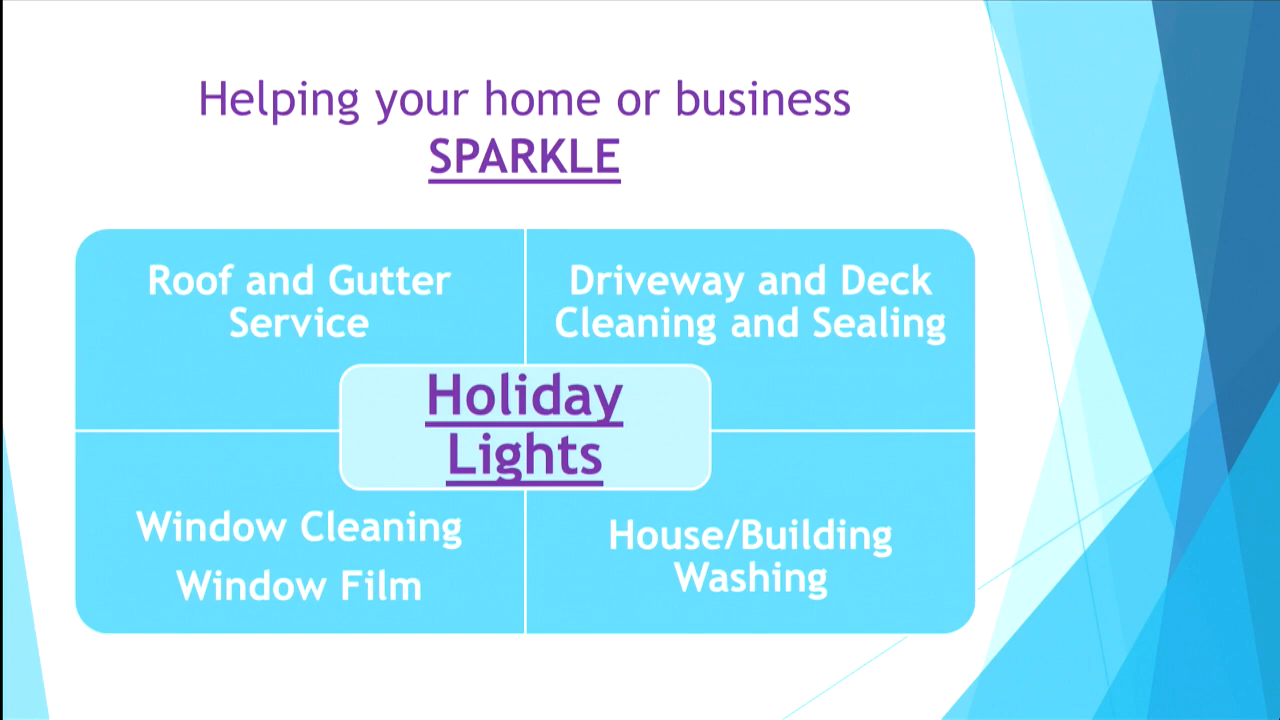 Helping your home or business
SPARKLE
Roof and Gutter
Service
Driveway and Deck
Cleaning and Sealing
Holiday
Lights
Window Cleaning
Window Film
House/Building
Washing